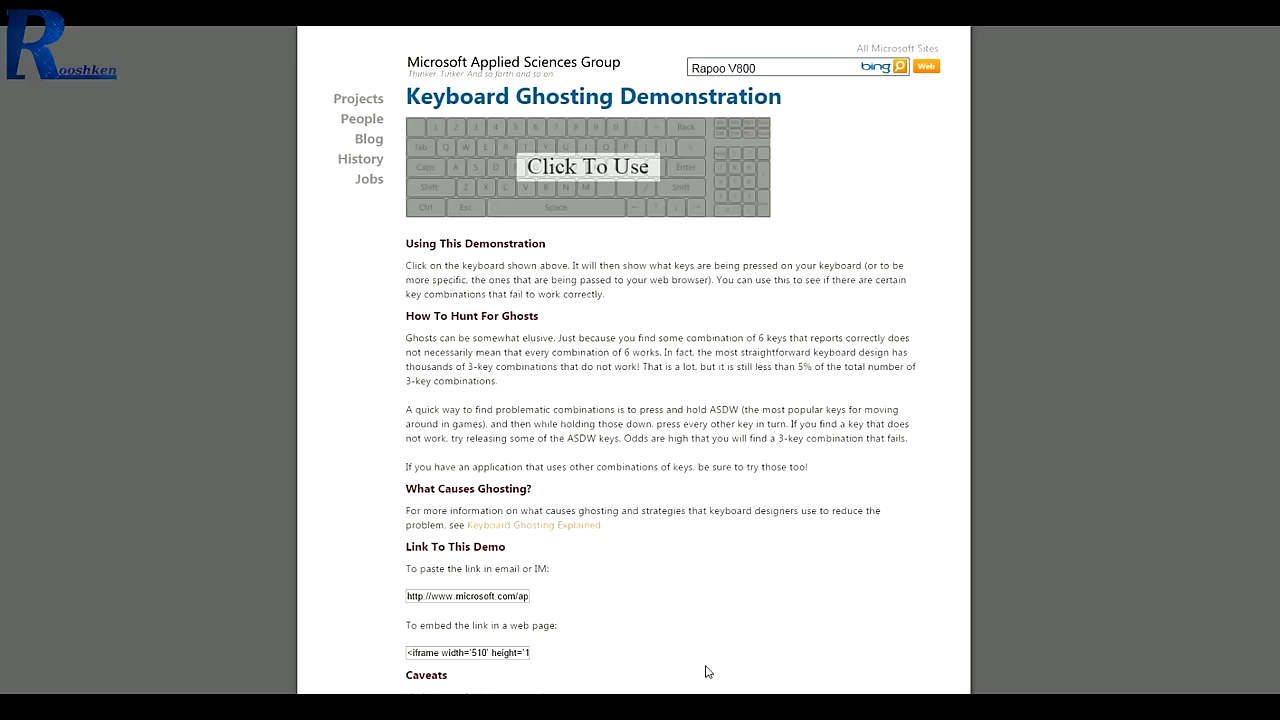 Rooshken
All Microsoft Sites
Microsoft Applied Sciences Group
Thinker. Tinker. And so forth and so on.
Rapoo V800
bing
Web
Keyboard Ghosting Demonstration
Projects
People
Blog
History
Jobs
1 2 3 4 5 6 7 8 9 0 Back
Tab Q W E R T Y U I O P
Caps A S D Enter
Shift Z X C V B N M / Shift
Ctrl Esc Space
Click To Use
Using This Demonstration
Click on the keyboard shown above. It will then show what keys are being pressed on your keyboard (or to be
more specific, the ones that are being passed to your web browser). You can use this to see if there are certain
key combinations that fail to work correctly.
How To Hunt For Ghosts
Ghosts can be somewhat elusive. Just because you find some combination of 6 keys that reports correctly does
not necessarily mean that every combination of 6 works. In fact, the most straightforward keyboard design has
thousands of 3-key combinations that do not work! That is a lot, but it is still less than 5% of the total number of
3-key combinations.
A quick way to find problematic combinations is to press and hold ASDW (the most popular keys for moving
around in games), and then while holding those down, press every other key in turn. If you find a key that does
not work, try releasing some of the ASDW keys. Odds are high that you will find a 3-key combination that fails.
If you have an application that uses other combinations of keys, be sure to try those too!
What Causes Ghosting?
For more information on what causes ghosting and strategies that keyboard designers use to reduce the
problem, see Keyboard Ghosting Explained
Link To This Demo
To paste the link in email or IM:
http://www.microsoft.com/ap
To embed the link in a web page:
<iframe width='510' height='1
Caveats